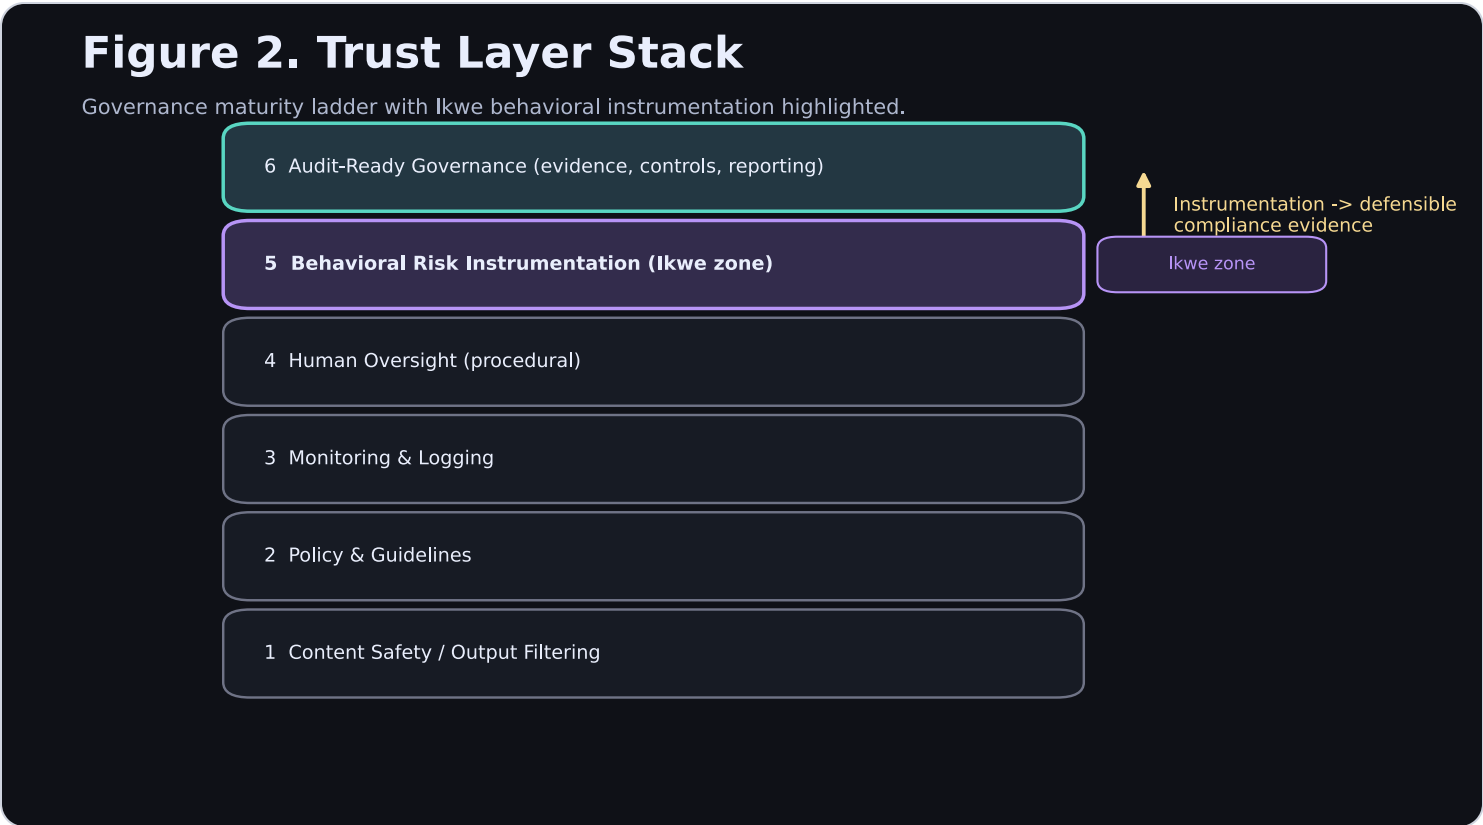 Figure 2. Trust Layer Stack
Governance maturity ladder with Ikwe behavioral instrumentation highlighted.
6 Audit-Ready Governance (evidence, controls, reporting)
Instrumentation -> defensible
compliance evidence
5 Behavioral Risk Instrumentation (Ikwe zone)
Ikwe zone
4 Human Oversight (procedural)
3 Monitoring & Logging
2 Policy & Guidelines
1 Content Safety / Output Filtering